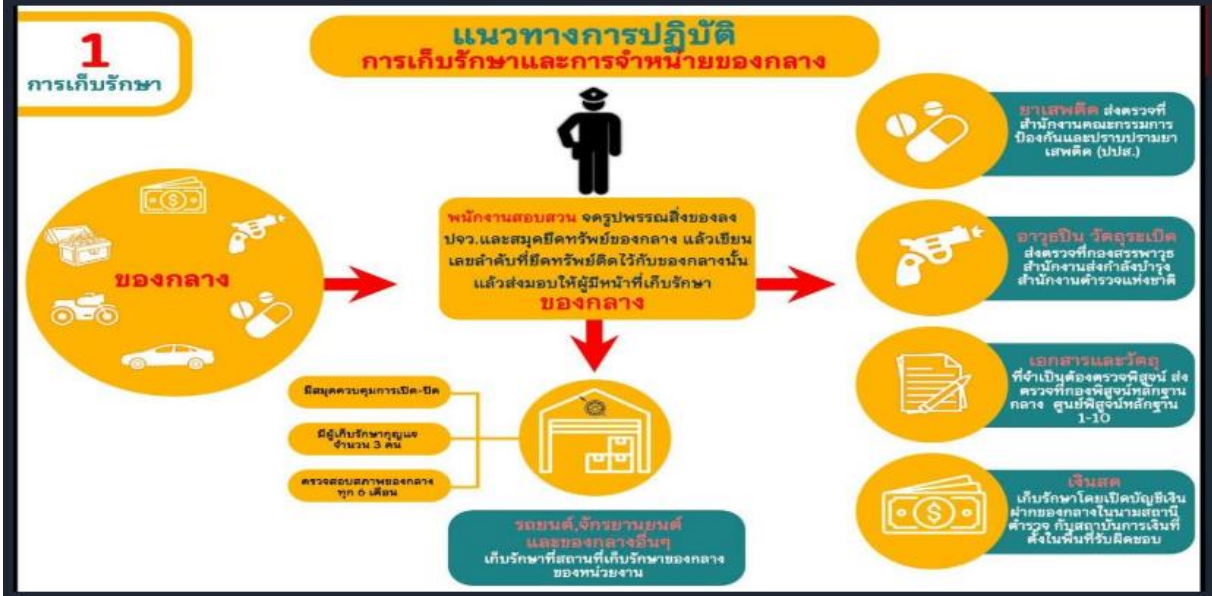 1
การเก็บรักษา
แนวทางการปฏิบัติ
การเก็บรักษาและการจำหน่ายของกลาง
ของกลาง
พนักงานสอบสวน จดรูปพรรณสิ่งของลง
ปจว.และสมุดยึดทรัพย์ของกลาง แล้วเขียน
เลขลำดับที่ยึดทรัพย์ติดไว้กับของกลางนั้น
แล้วส่งมอบให้ผู้มีหน้าที่เก็บรักษา
ของกลาง
มีสมุดควบคุมการเปิด-ปิด
มีผู้เก็บรักษากุญแจ
จำนวน 3 คน
ตรวจสอบสภาพของกลาง
ทุก 6 เดือน
รถยนต์,จักรยานยนต์
และของกลางอื่นๆ
เก็บรักษาที่สถานที่เก็บรักษาของกลาง
ของหน่วยงาน
ยาเสพติด ส่งตรวจที่
สำนักงานคณะกรรมการ
ป้องกันและปราบปรามยา
เสพติด (ปปส.)
อาวุธปืน วัตถุระเบิด
ส่งตรวจที่กองสรรพาวุธ
สำนักงานส่งกำลังบำรุง
สำนักงานตำรวจแห่งชาติ
เอกสารและวัตถุ
ที่จำเป็นต้องตรวจพิสูจน์ ส่ง
ตรวจที่กองพิสูจน์หลักฐาน
กลาง ศูนย์พิสูจน์หลักฐาน
1-10
เงินสด
เก็บรักษาโดยเปิดบัญชีเงิน
ฝากของกลางในนามสถานี
ตำรวจ กับสถาบันการเงินที่
ตั้งในพื้นที่รับผิดชอบ